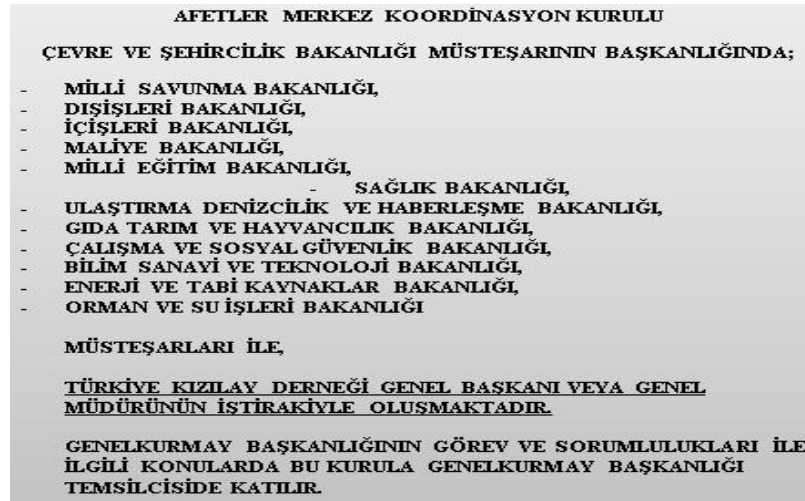 AFETLER MERKEZ KOORDİNASYON KURULU
ÇEVRE VE ŞEHİRCİLİK BAKANLIĞI MÜSTEŞARININ BAŞKANLIĞINDA;
- MİLLİ SAVUNMA BAKANLIĞI,
- DIŞİŞLERİ BAKANLIĞI,
- İÇİŞLERİ BAKANLIĞI,
- MALİYE BAKANLIĞI,
- MİLLİ EĞİTİM BAKANLIĞI,
- SAĞLIK BAKANLIĞI,
- ULAŞTIRMA DENİZCİLİK VE HABERLEŞME BAKANLIĞI,
- GIDA TARIM VE HAYVANCILIK BAKANLIĞI,
- ÇALIŞMA VE SOSYAL GÜVENLİK BAKANLIĞI,
- BİLİM SANAYİ VE TEKNOLOJİ BAKANLIĞI,
- ENERJİ VE TABİ KAYNAKLAR BAKANLIĞI,
- ORMAN VE SU İŞLERİ BAKANLIĞI
MÜSTEŞARLARI İLE,
TÜRKİYE KIZILAY DERNEĞİ GENEL BAŞKANI VEYA GENEL
MÜDÜRÜNÜN İŞTİRAKİYLE OLUŞMAKTADIR.
GENELKURMAY BAŞKANLIĞININ GÖREV VE SORUMLULUKLARI İLE
İLGİLİ KONULARDA BU KURULA GENELKURMAY BAŞKANLIĞI
TEMSİLCİSİDE KATILIR.